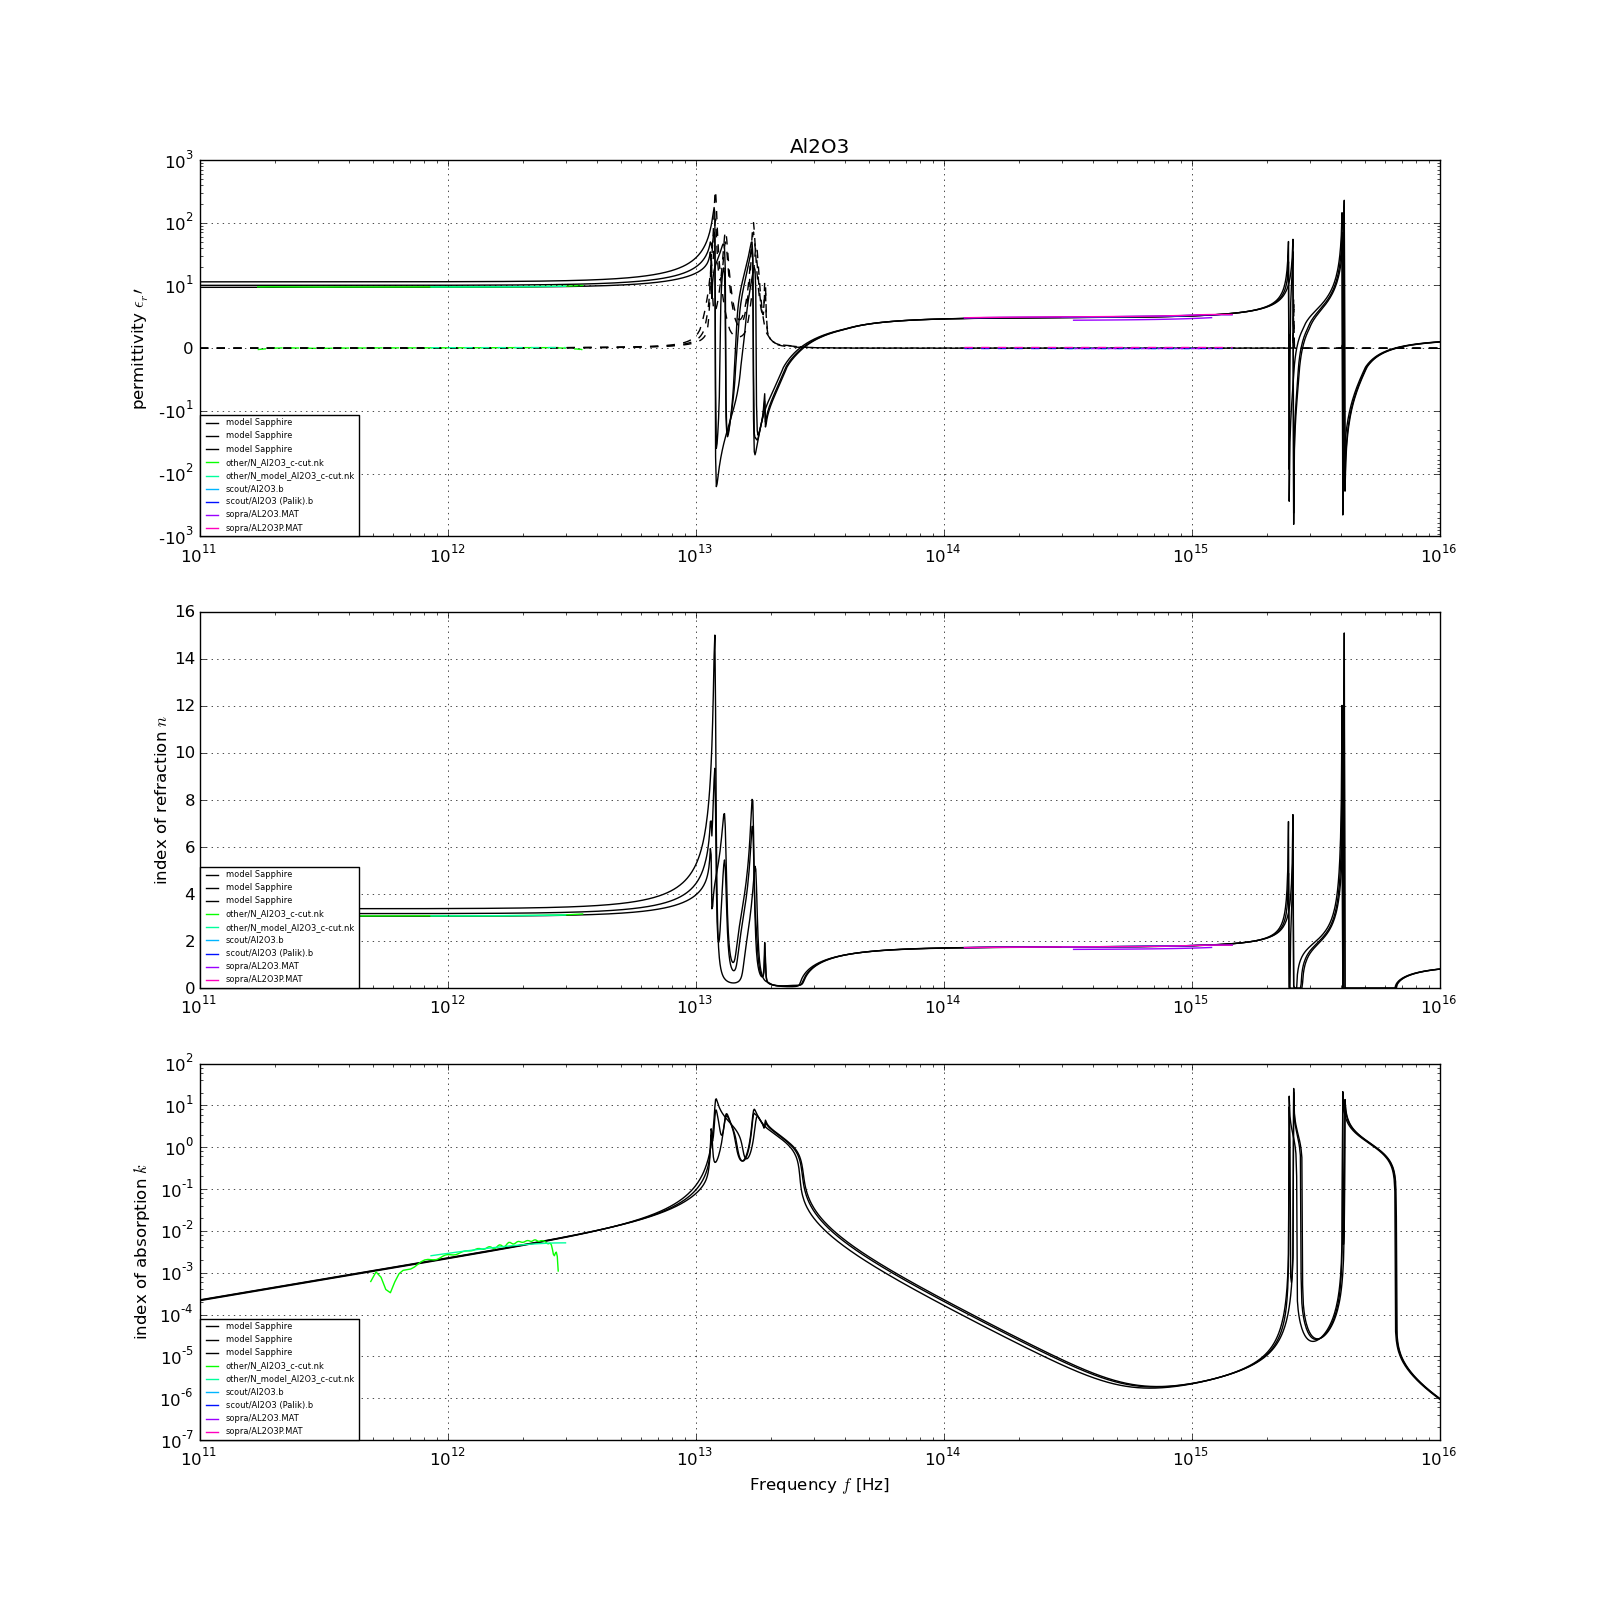 Al2O3
10^3
10^2
10^1
0
-10^1
-10^2
-10^3
permittivity ϵ_r′
model Sapphire
model Sapphire
model Sapphire
other/N_Al2O3_c-cut.nk
other/N_model_Al2O3_c-cut.nk
scout/Al2O3.b
scout/Al2O3 (Palik).b
sopra/AL2O3.MAT
sopra/AL2O3P.MAT
10^11 10^12 10^13 10^14 10^15 10^16
16
14
12
10
8
6
4
2
0
index of refraction n
model Sapphire
model Sapphire
model Sapphire
other/N_Al2O3_c-cut.nk
other/N_model_Al2O3_c-cut.nk
scout/Al2O3.b
scout/Al2O3 (Palik).b
sopra/AL2O3.MAT
sopra/AL2O3P.MAT
10^11 10^12 10^13 10^14 10^15 10^16
10^2
10^1
10^0
10^-1
10^-2
10^-3
10^-4
10^-5
10^-6
10^-7
index of absorption k
model Sapphire
model Sapphire
model Sapphire
other/N_Al2O3_c-cut.nk
other/N_model_Al2O3_c-cut.nk
scout/Al2O3.b
scout/Al2O3 (Palik).b
sopra/AL2O3.MAT
sopra/AL2O3P.MAT
10^11 10^12 10^13 10^14 10^15 10^16
Frequency f [Hz]